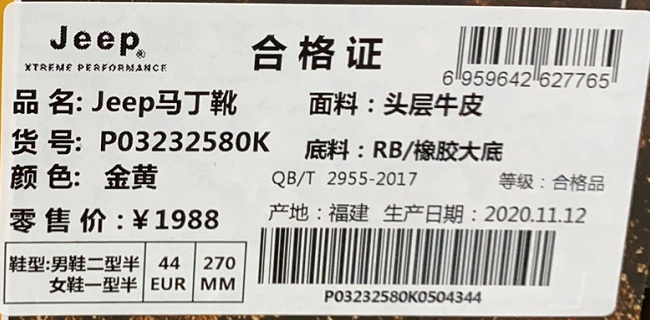 Jeep®
XTREME PERFORMANCE
合格证
6 959642 627765
品 名: Jeep马丁靴
面料: 头层牛皮
货 号: P03232580K
底料: RB/橡胶大底
颜 色: 金黄
QB/T 2955-2017
等级: 合格品
零 售 价: ¥1988
产地: 福建 生产日期: 2020.11.12
鞋型:男鞋二型半
女鞋一型半
44
EUR
270
MM
P03232580K0504344